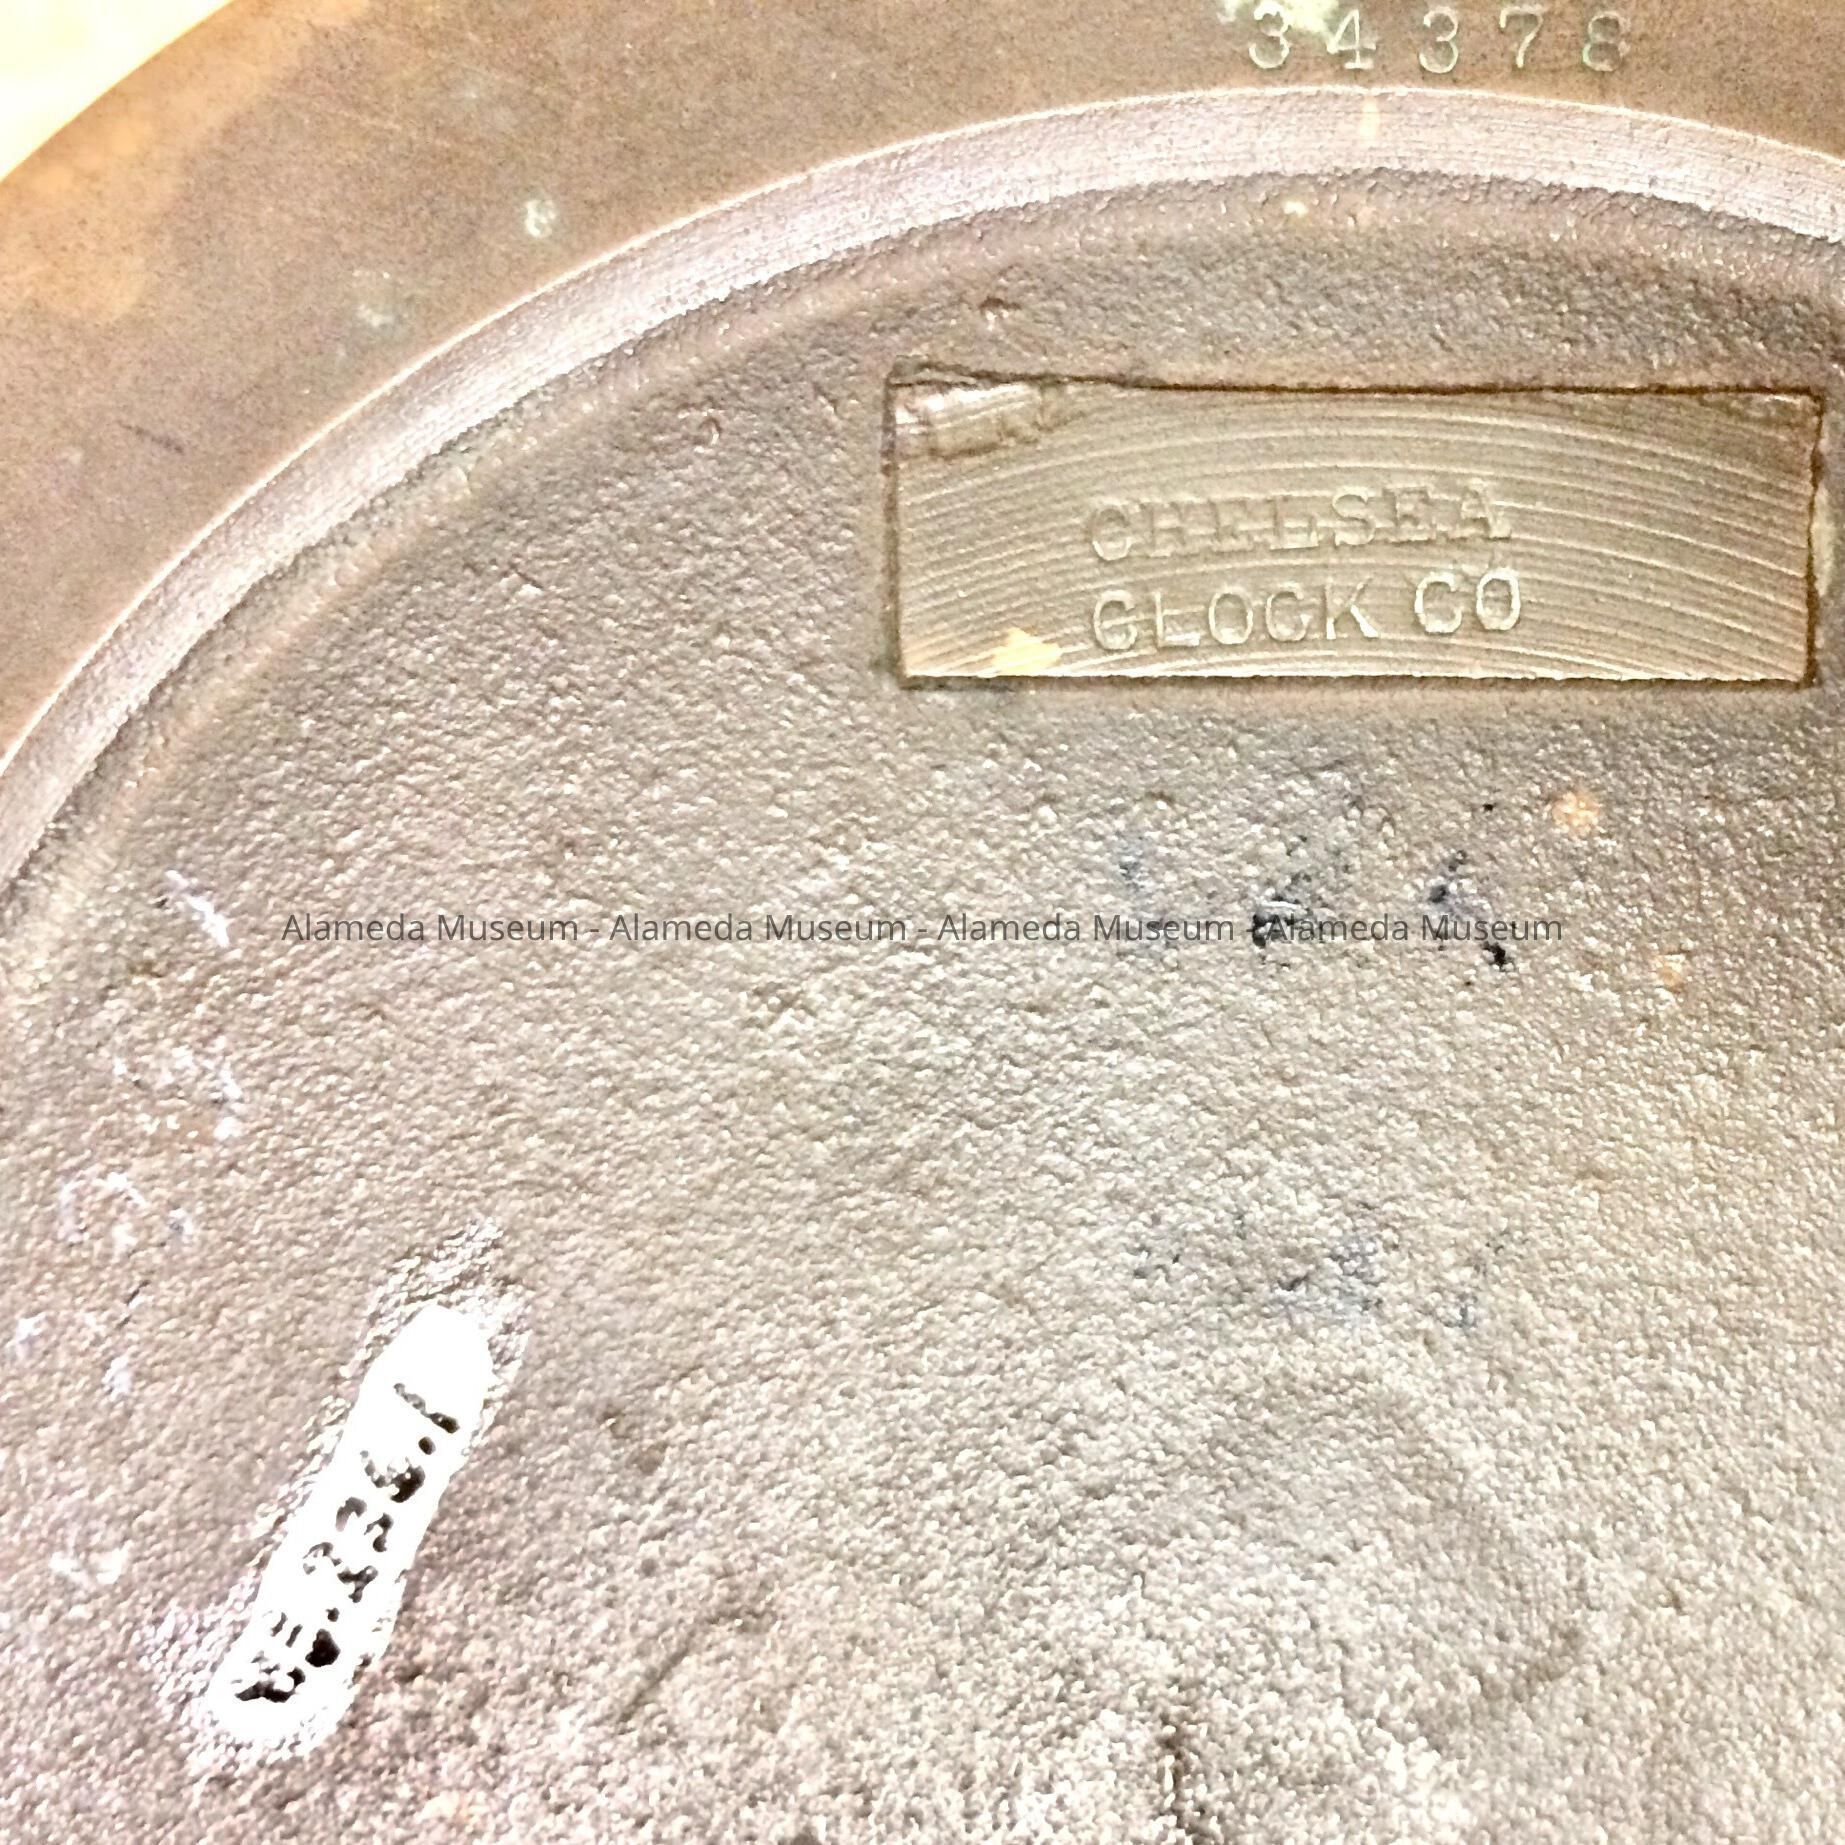 34378
CHELSEA
CLOCK CO
Alameda Museum - Alameda Museum - Alameda Museum - Alameda Museum